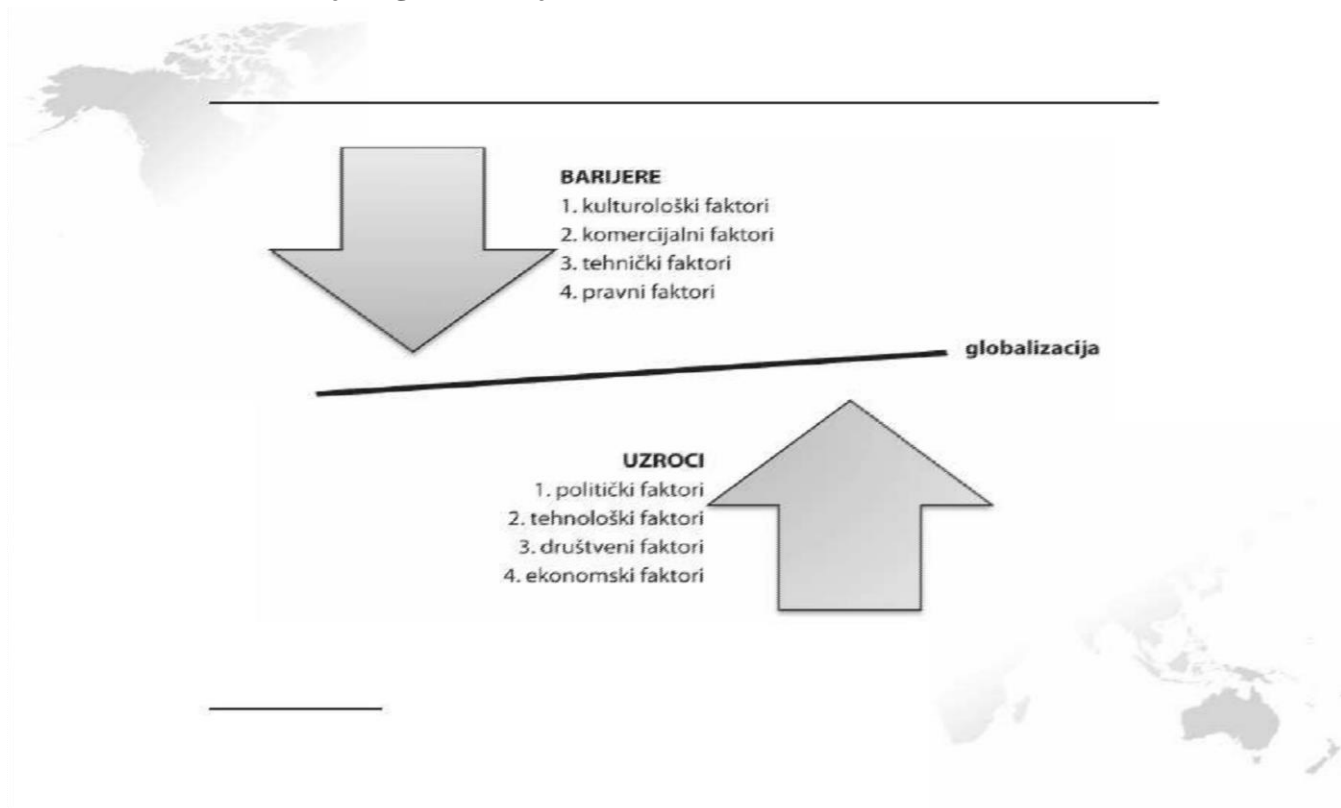 BARIJERE
1. kulturološki faktori
2. komercijalni faktori
3. tehnički faktori
4. pravni faktori
globalizacija
UZROCI
1. politički faktori
2. tehnološki faktori
3. društveni faktori
4. ekonomski faktori